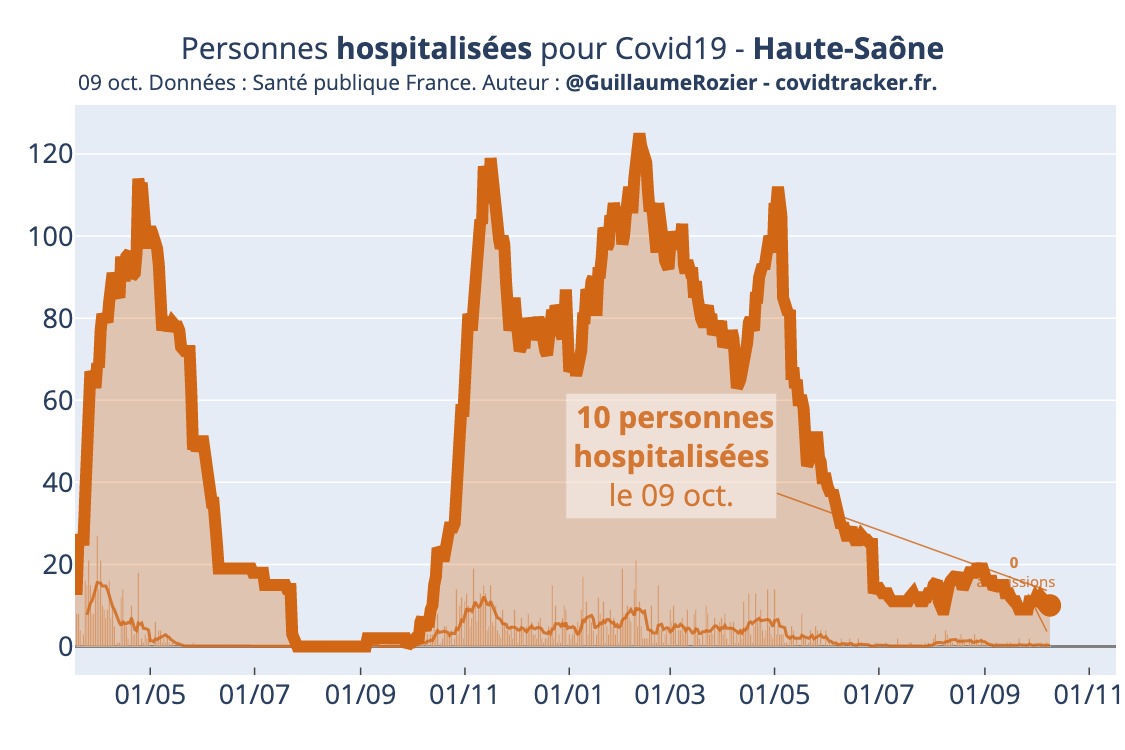 Personnes hospitalisées pour Covid19 - Haute-Saône
09 oct. Données : Santé publique France. Auteur : @GuillaumeRozier - covidtracker.fr.
120
100
80
60
40
20
0
10 personnes
hospitalisées
le 09 oct.
0
01/05 01/07 01/09 01/11 01/01 01/03 01/05 01/07 01/09 01/11